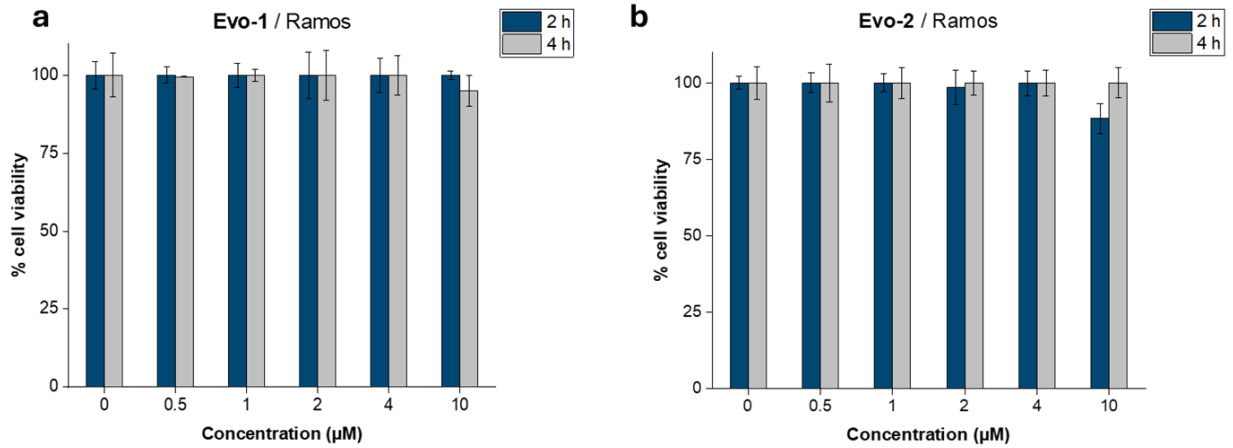 a
Evo-1 / Ramos
2 h
4 h
% cell viability
100
75
50
25
0
0 0.5 1 2 4 10
Concentration (µM)
b
Evo-2 / Ramos
2 h
4 h
% cell viability
100
75
50
25
0
0 0.5 1 2 4 10
Concentration (µM)